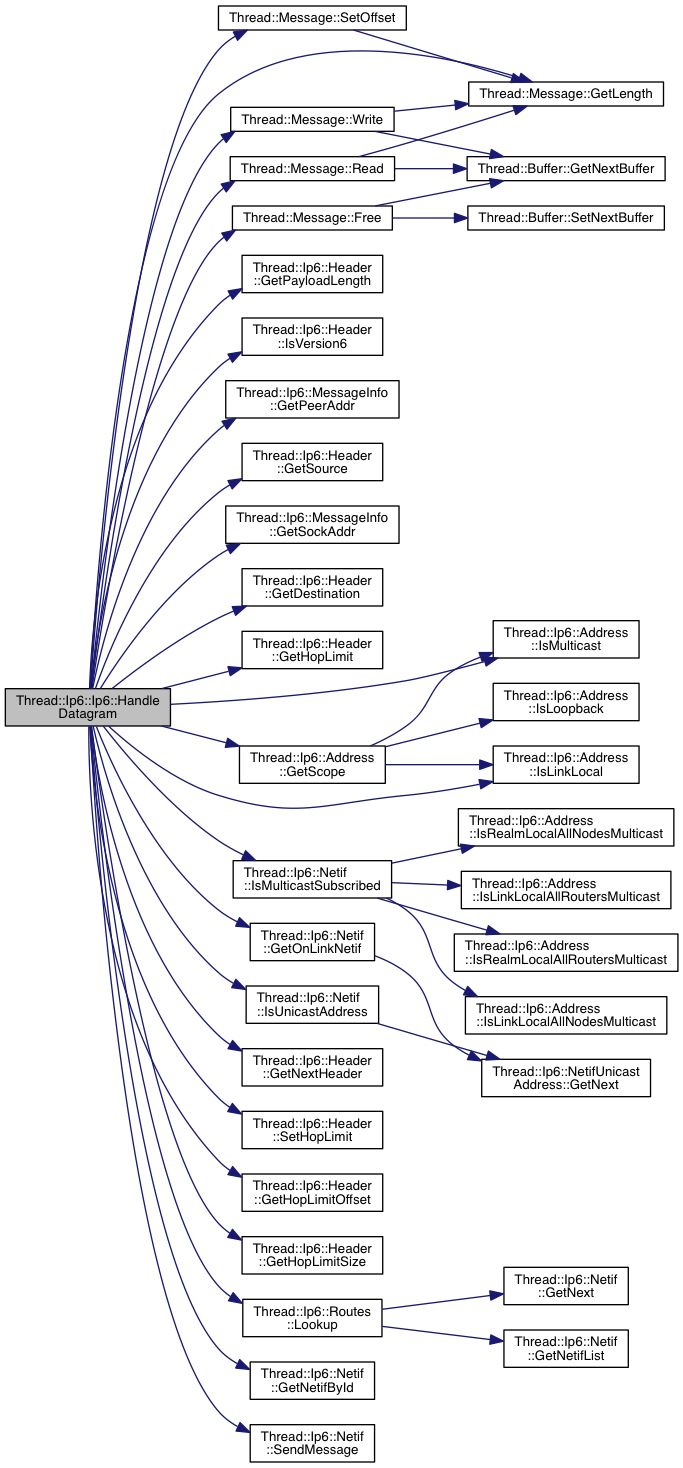 Thread::Message::SetOffset
Thread::Message::GetLength
Thread::Message::Write
Thread::Message::Read
Thread::Buffer::GetNextBuffer
Thread::Message::Free
Thread::Buffer::SetNextBuffer
Thread::Ip6::Header
::GetPayloadLength
Thread::Ip6::Header
::IsVersion6
Thread::Ip6::MessageInfo
::GetPeerAddr
Thread::Ip6::Header
::GetSource
Thread::Ip6::MessageInfo
::GetSockAddr
Thread::Ip6::Header
::GetDestination
Thread::Ip6::Header
::GetHopLimit
Thread::Ip6::Address
::IsMulticast
Thread::Ip6::Ip6::Handle
Datagram
Thread::Ip6::Address
::IsLoopback
Thread::Ip6::Address
::GetScope
Thread::Ip6::Address
::IsLinkLocal
Thread::Ip6::Address
::IsRealmLocalAllNodesMulticast
Thread::Ip6::Netif
::IsMulticastSubscribed
Thread::Ip6::Address
::IsLinkLocalAllRoutersMulticast
Thread::Ip6::Netif
::GetOnLinkNetif
Thread::Ip6::Address
::IsRealmLocalAllRoutersMulticast
Thread::Ip6::Netif
::IsUnicastAddress
Thread::Ip6::Address
::IsLinkLocalAllNodesMulticast
Thread::Ip6::Header
::GetNextHeader
Thread::Ip6::NetifUnicast
Address::GetNext
Thread::Ip6::Header
::SetHopLimit
Thread::Ip6::Header
::GetHopLimitOffset
Thread::Ip6::Header
::GetHopLimitSize
Thread::Ip6::Netif
::GetNext
Thread::Ip6::Routes
::Lookup
Thread::Ip6::Netif
::GetNetifList
Thread::Ip6::Netif
::GetNetifById
Thread::Ip6::Netif
::SendMessage